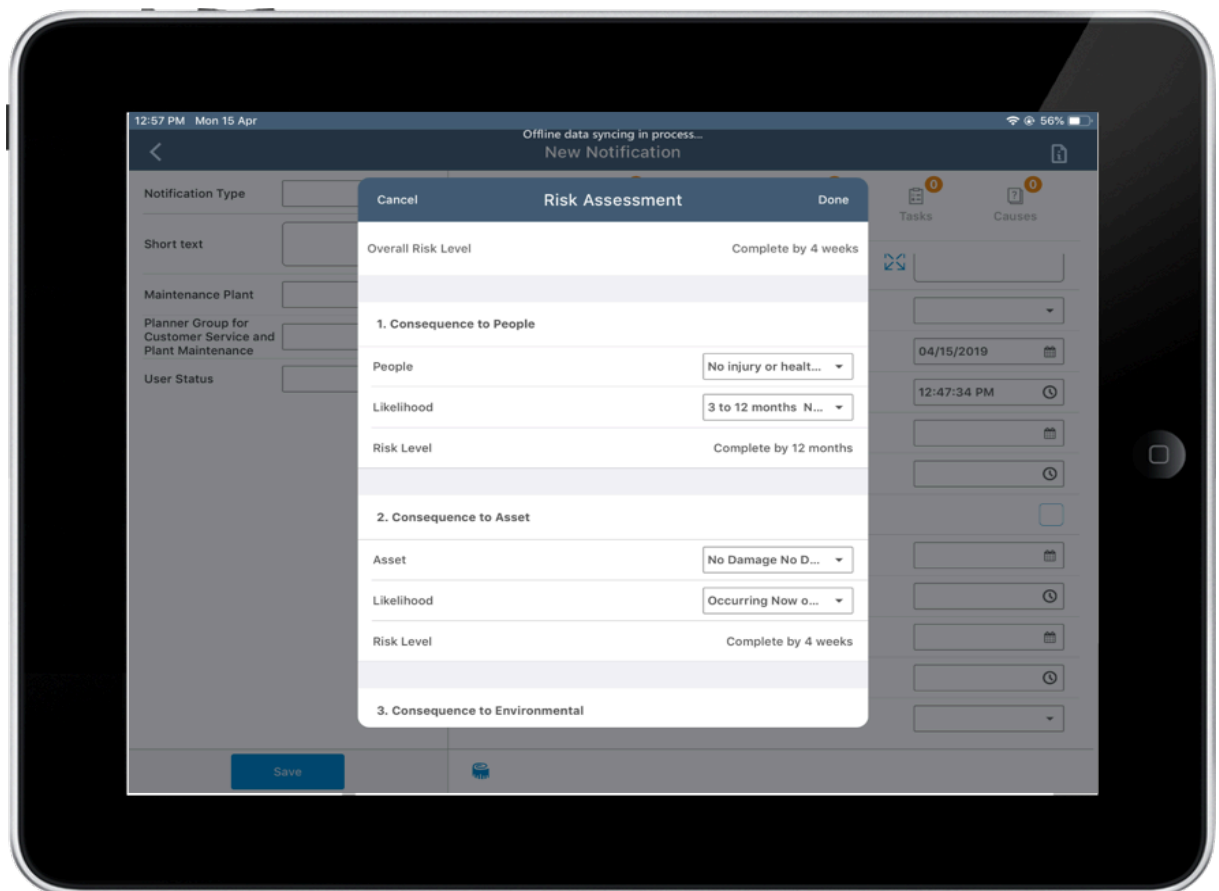 12:57 PM Mon 15 Apr
56%
Offline data syncing in process...
New Notification
Notification Type
Short text
Maintenance Plant
Planner Group for
Customer Service and
Plant Maintenance
User Status
Save
0
Tasks
0
Causes
04/15/2019
12:47:34 PM
Cancel
Risk Assessment
Done
Overall Risk Level
Complete by 4 weeks
1. Consequence to People
People
No injury or healt...
Likelihood
3 to 12 months N...
Risk Level
Complete by 12 months
2. Consequence to Asset
Asset
No Damage No D...
Likelihood
Occurring Now o...
Risk Level
Complete by 4 weeks
3. Consequence to Environmental